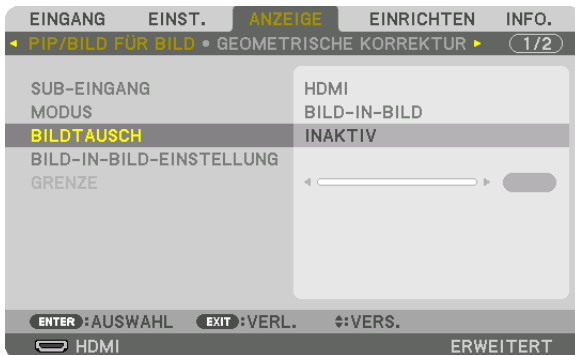 EINGANG EINST. ANZEIGE EINRICHTEN INFO.
PIP/BILD FÜR BILD • GEOMETRISCHE KORREKTUR 1/2
SUB-EINGANG HDMI
MODUS BILD-IN-BILD
BILDTAUSCH INAKTIV
BILD-IN-BILD-EINSTELLUNG
GRENZE
ENTER :AUSWAHL EXIT :VERL. :VERS.
HDMI ERWEITERT